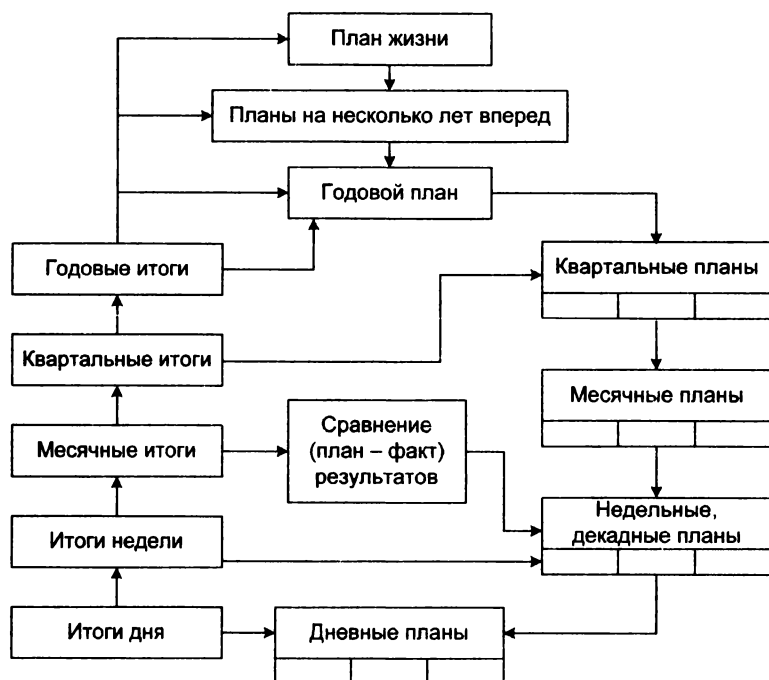 План жизни
Планы на несколько лет вперед
Годовой план
Годовые итоги
Квартальные планы
Квартальные итоги
Месячные планы
Месячные итоги
Сравнение
(план – факт)
результатов
Недельные,
декадные планы
Итоги недели
Итоги дня
Дневные планы